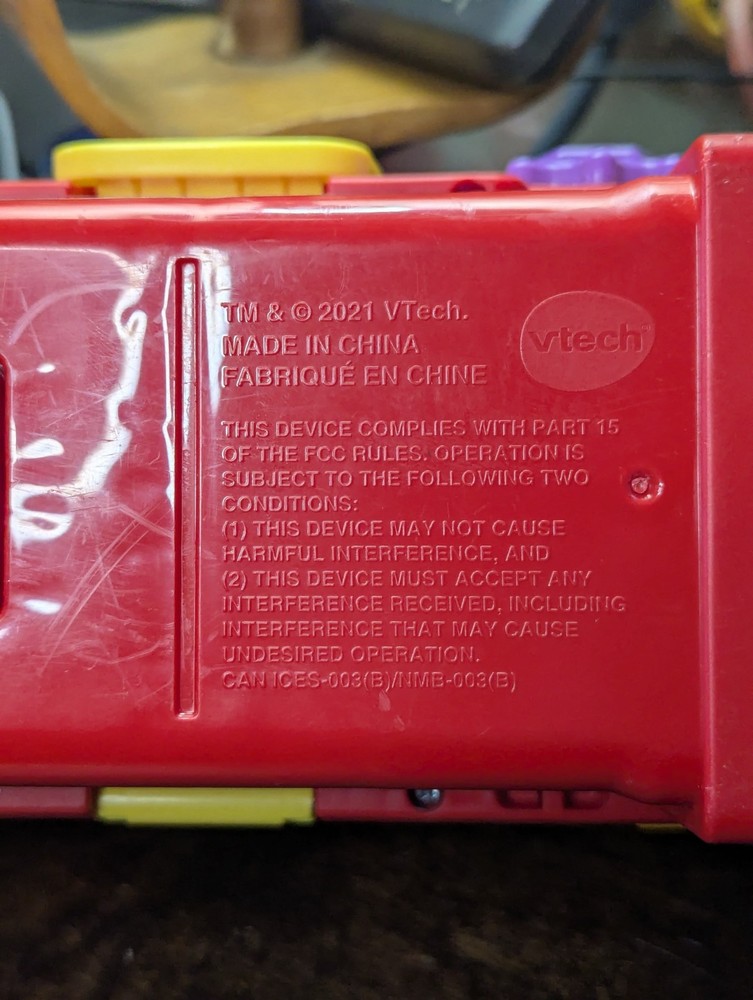 TM & © 2021 VTech.
MADE IN CHINA
FABRIQUÉ EN CHINE
vtech
THIS DEVICE COMPLIES WITH PART 15
OF THE FCC RULES. OPERATION IS
SUBJECT TO THE FOLLOWING TWO
CONDITIONS:
(1) THIS DEVICE MAY NOT CAUSE
HARMFUL INTERFERENCE, AND
(2) THIS DEVICE MUST ACCEPT ANY
INTERFERENCE RECEIVED, INCLUDING
INTERFERENCE THAT MAY CAUSE
UNDESIRED OPERATION.
CAN ICES-003(B)/NMB-003(B)